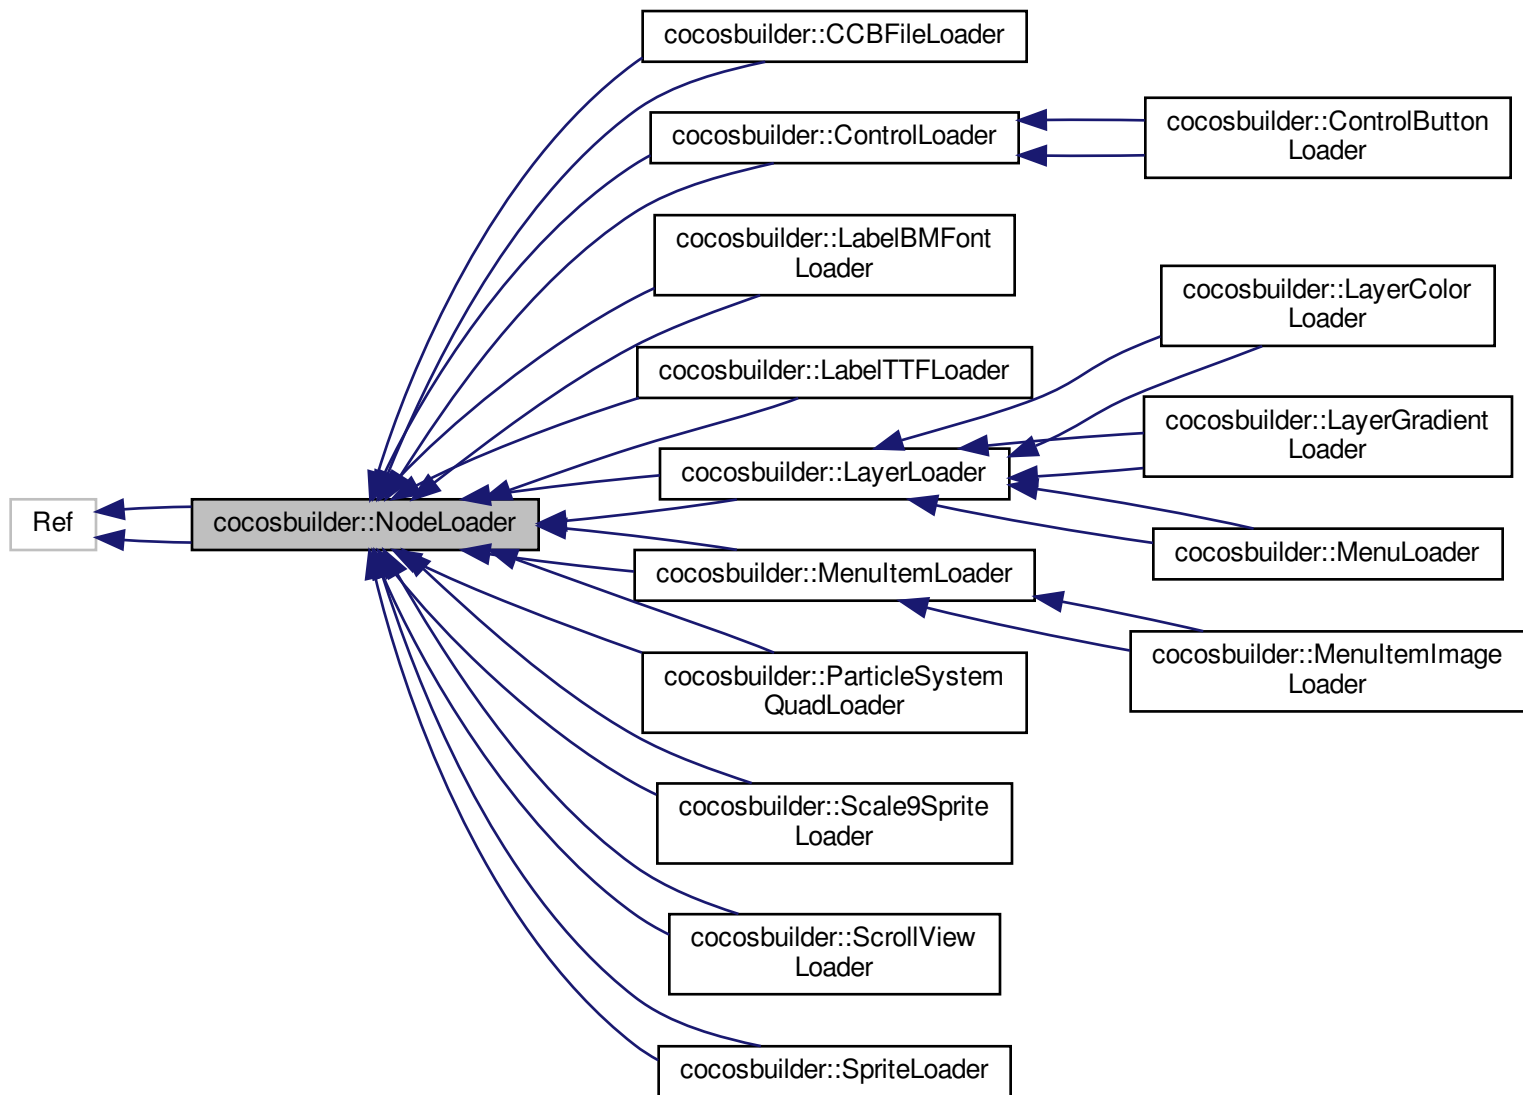 Ref
cocosbuilder::NodeLoader
cocosbuilder::CCBFileLoader
cocosbuilder::ControlLoader
cocosbuilder::LabelBMFont
Loader
cocosbuilder::LabelTTFLoader
cocosbuilder::LayerLoader
cocosbuilder::MenuItemLoader
cocosbuilder::ParticleSystem
QuadLoader
cocosbuilder::Scale9Sprite
Loader
cocosbuilder::ScrollView
Loader
cocosbuilder::SpriteLoader
cocosbuilder::ControlButton
Loader
cocosbuilder::LayerColor
Loader
cocosbuilder::LayerGradient
Loader
cocosbuilder::MenuLoader
cocosbuilder::MenuItemImage
Loader